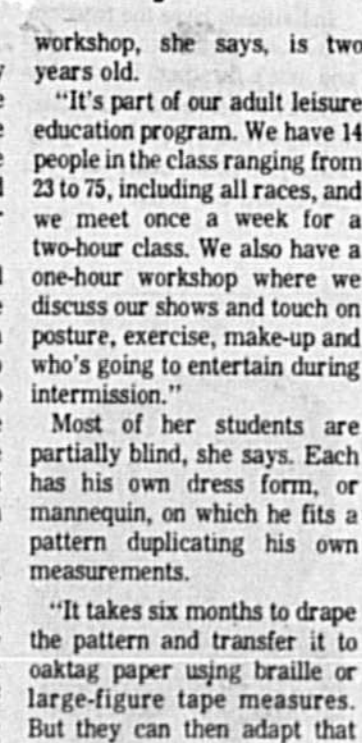 workshop, she says, is two
years old.
"It's part of our adult leisure
education program. We have 14
people in the class ranging from
23 to 75, including all races, and
we meet once a week for a
two-hour class. We also have a
one-hour workshop where we
discuss our shows and touch on
posture, exercise, make-up and
who's going to entertain during
intermission."
Most of her students are
partially blind, she says. Each
has his own dress form, or
mannequin, on which he fits a
pattern duplicating his own
measurements.
"It takes six months to drape
the pattern and transfer it to
oaktag paper using braille or
large-figure tape measures.
But they can then adapt that